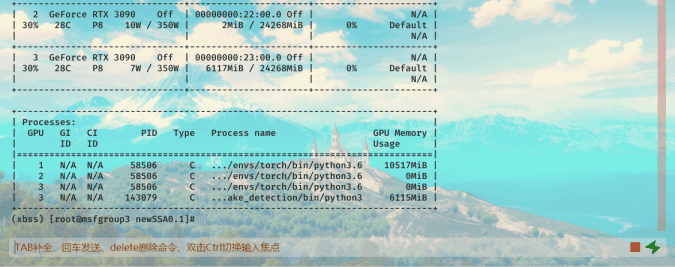 2 GeForce RTX 3090 Off | 00000000:22:00.0 Off | N/A |
30% 28C P8 10W / 350W | 2MiB / 24268MiB | 0% Default |
N/A |
3 GeForce RTX 3090 Off | 00000000:23:00.0 Off | N/A |
30% 28C P8 7W / 350W | 6117MiB / 24268MiB | 0% Default |
N/A |
Processes:
GPU GI CI PID Type Process name GPU Memory
ID ID Usage
1 N/A N/A 58506 C .../envs/torch/bin/python3.6 10517MiB
2 N/A N/A 58506 C .../envs/torch/bin/python3.6 0MiB
3 N/A N/A 58506 C .../envs/torch/bin/python3.6 0MiB
3 N/A N/A 143079 C ...ake_detection/bin/python3 6115MiB
(xbss) [root@msfgroup3 newSSA0.1]#
TAB补全、回车发送、delete删除命令、双击Ctrl切换输入焦点